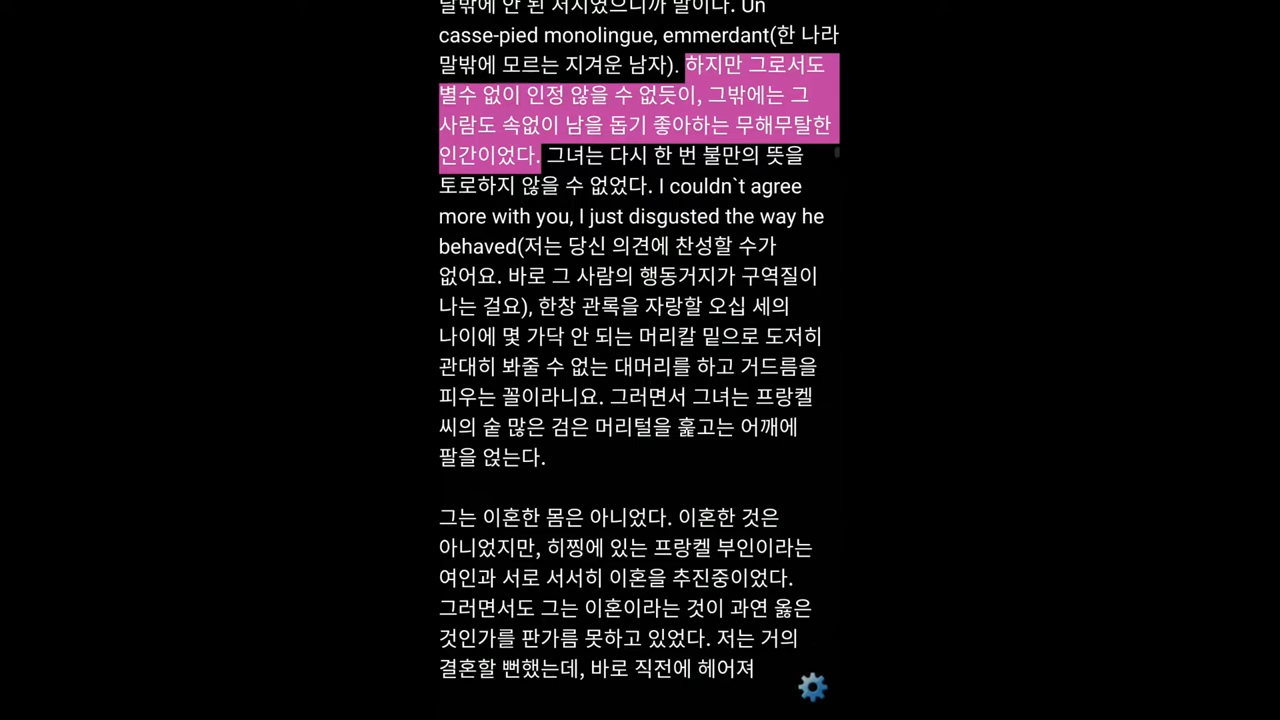 말밖에 안 된 처지였으니까 말이다. Un
casse-pied monolingue, emmerdant(한 나라
말밖에 모르는 지겨운 남자). 하지만 그로서도
별수 없이 인정 않을 수 없듯이, 그밖에는 그
사람도 속없이 남을 돕기 좋아하는 무해무탈한
인간이었다. 그녀는 다시 한 번 불만의 뜻을
토로하지 않을 수 없었다. I couldn`t agree
more with you, I just disgusted the way he
behaved(저는 당신 의견에 찬성할 수가
없어요. 바로 그 사람의 행동거지가 구역질이
나는 걸요), 한창 관록을 자랑할 오십 세의
나이에 몇 가닥 안 되는 머리칼 밑으로 도저히
관대히 봐줄 수 없는 대머리를 하고 거드름을
피우는 꼴이라니요. 그러면서 그녀는 프랑켈
씨의 숱 많은 검은 머리털을 훑고는 어깨에
팔을 얹는다.
그는 이혼한 몸은 아니었다. 이혼한 것은
아니었지만, 히찡에 있는 프랑켈 부인이라는
여인과 서로 서서히 이혼을 추진중이었다.
그러면서도 그는 이혼이라는 것이 과연 옳은
것인가를 판가름 못하고 있었다. 저는 거의
결혼할 뻔했는데, 바로 직전에 헤어져